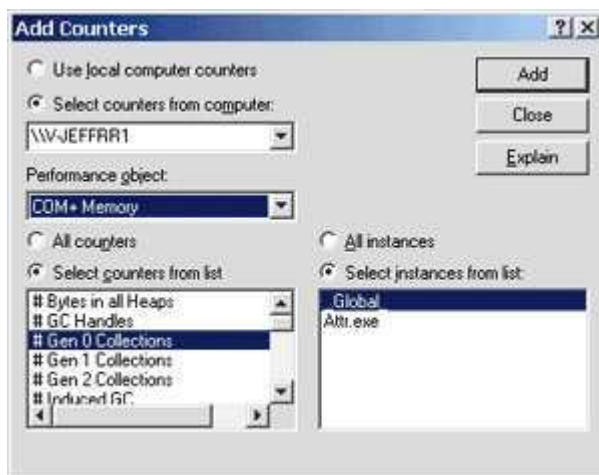 Add Counters
Use local computer counters
Add
Select counters from computer:
Close
\\V-JEFFRR1
Explain
Performance object:
COM+ Memory
All counters
All instances
Select counters from list
Select instances from list:
# Bytes in all Heaps
# GC Handles
# Gen 0 Collections
# Gen 1 Collections
# Gen 2 Collections
# Induced GC
_Global_
Attr.exe